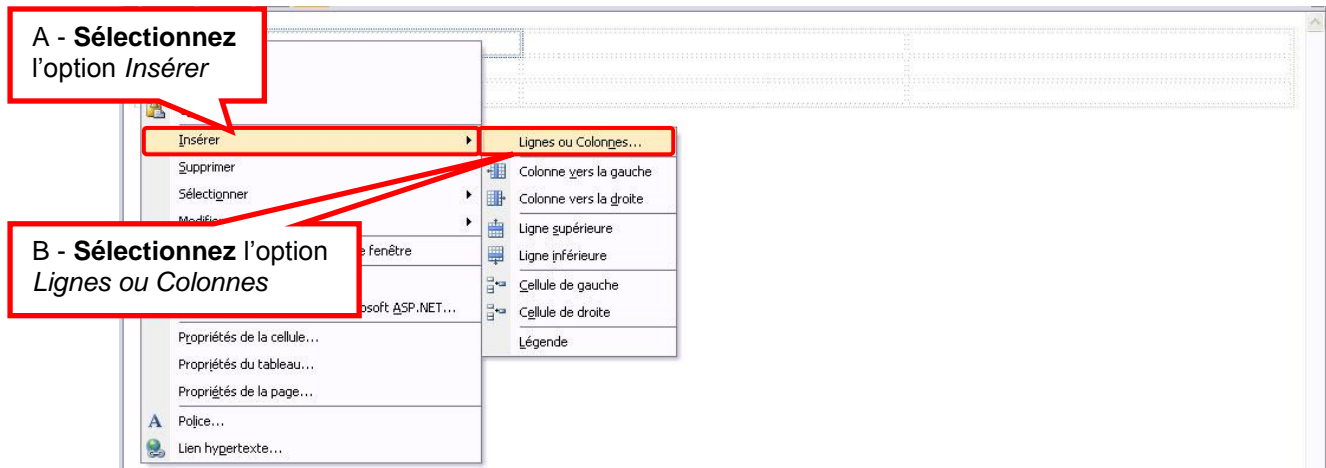 A - Sélectionnez
l’option Insérer
Insérer
Supprimer
Sélectionner
B - Sélectionnez l’option
Lignes ou Colonnes
fenêtre
ASP.NET...
Propriétés de la cellule...
Propriétés du tableau...
Propriétés de la page...
Police...
Lien hypertexte...
Lignes ou Colonnes...
Colonne vers la gauche
Colonne vers la droite
Ligne supérieure
Ligne inférieure
Cellule de gauche
Cellule de droite
Légende